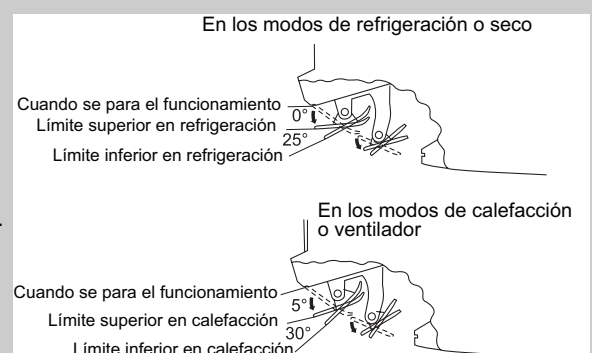 En los modos de refrigeración o seco
Cuando se para el funcionamiento
0°
Límite superior en refrigeración
25°
Límite inferior en refrigeración
En los modos de calefacción
o ventilador
Cuando se para el funcionamiento
5°
Límite superior en calefacción
30°
Límite inferior en calefacción